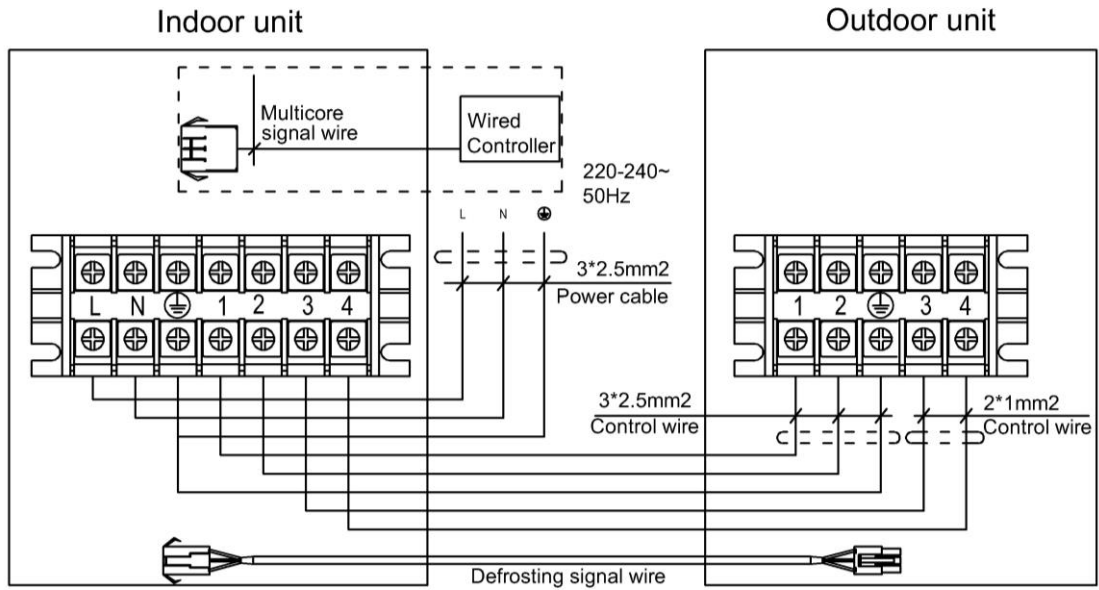 Indoor unit
Outdoor unit
Multicore
signal wire
Wired
Controller
220-240~
50Hz
L N
3*2.5mm2
Power cable
L N 1 2 3 4
1 2 3 4
3*2.5mm2
Control wire
2*1mm2
Control wire
Defrosting signal wire